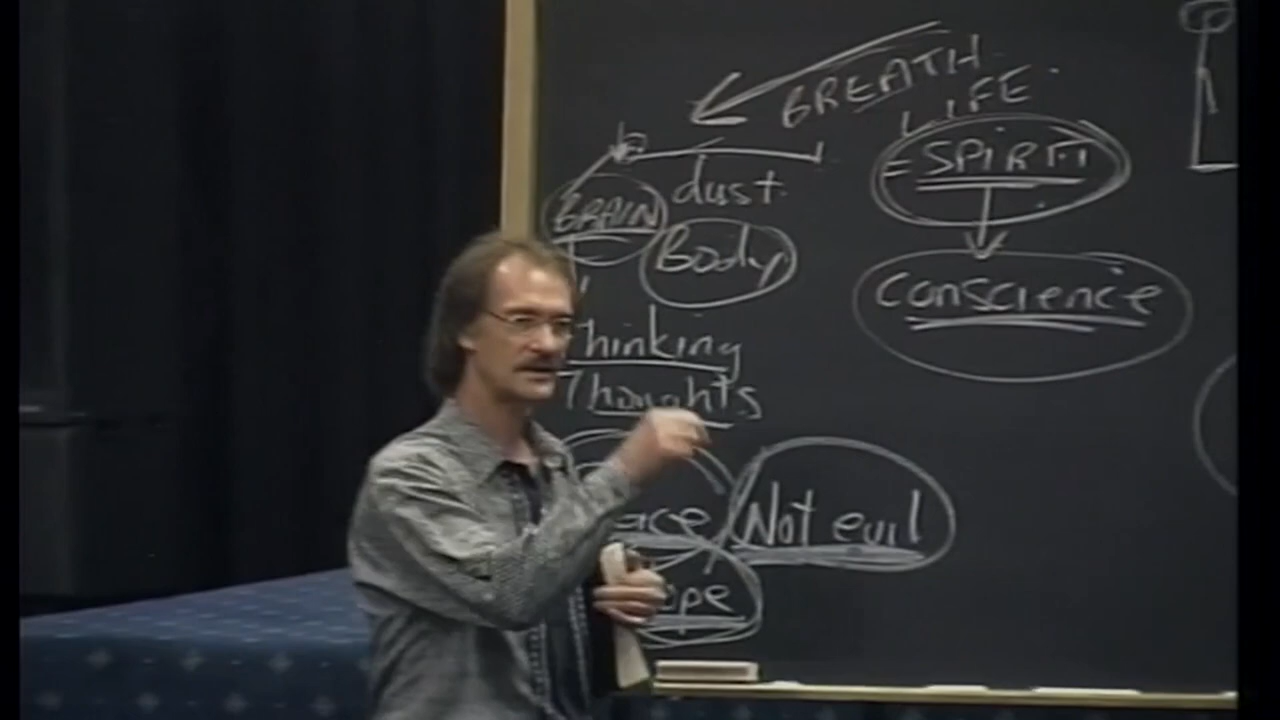 BREATH
LIFE
= SPIRIT
dust
BRAIN
Body
conscience
Thinking
Thoughts
Not evil